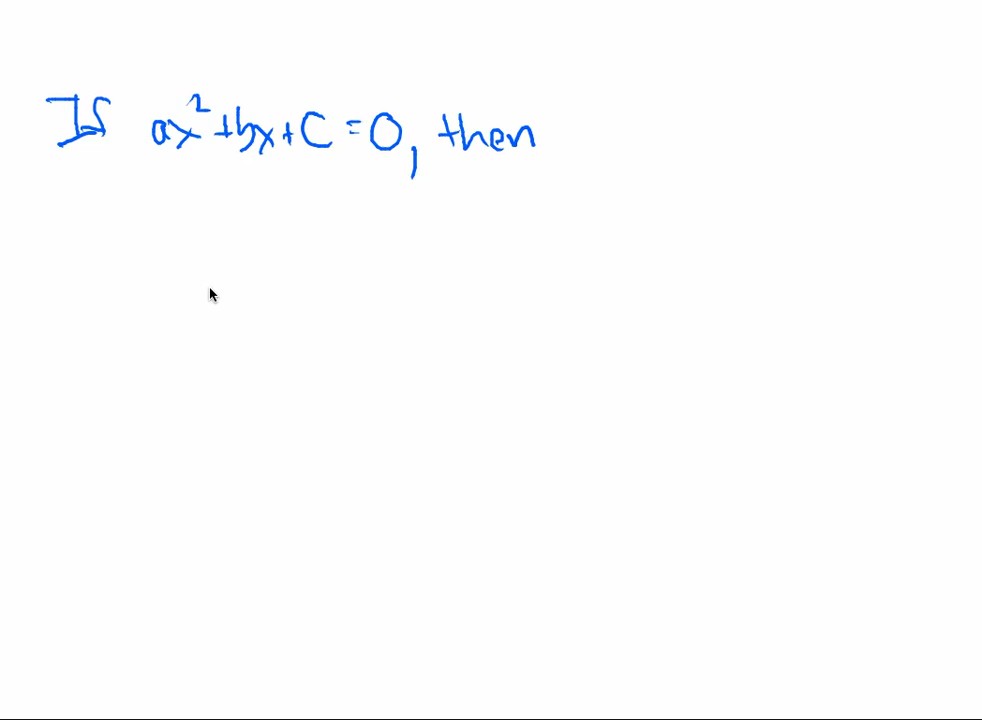 If ax²+bx+c=0, then